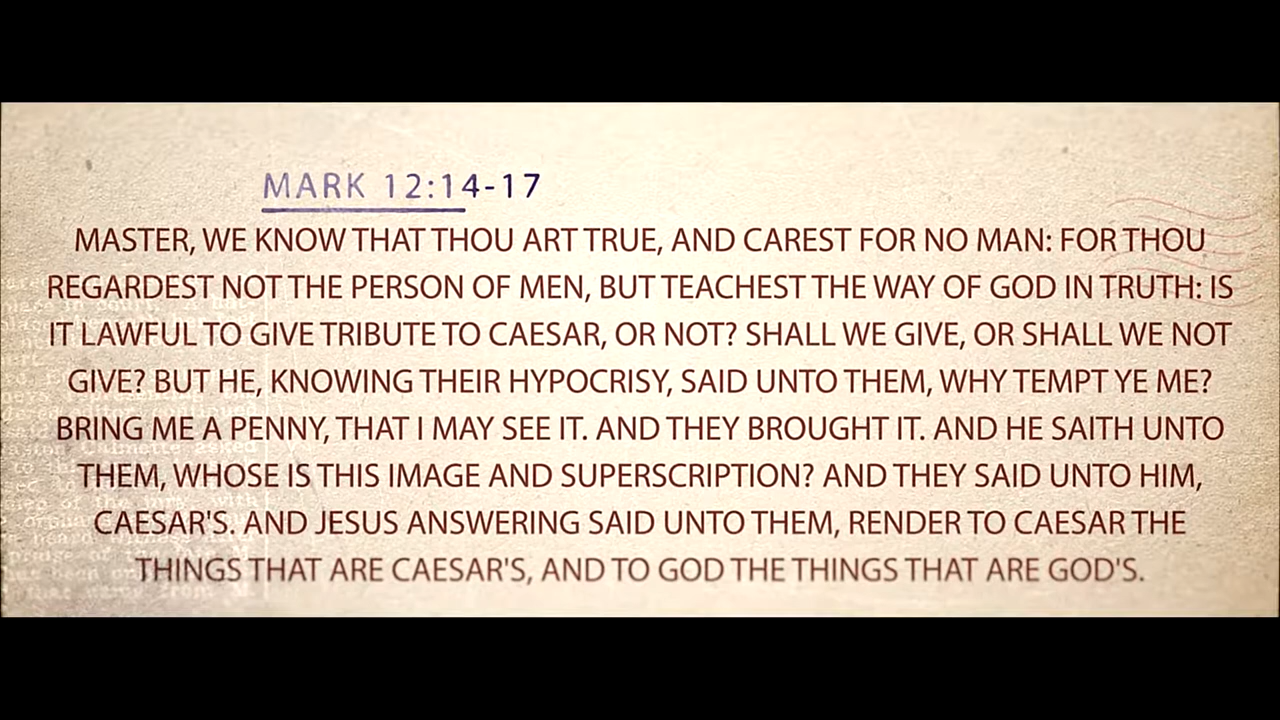 MARK 12:14-17
MASTER, WE KNOW THAT THOU ART TRUE, AND CAREST FOR NO MAN: FOR THOU
REGARDEST NOT THE PERSON OF MEN, BUT TEACHEST THE WAY OF GOD IN TRUTH: IS
IT LAWFUL TO GIVE TRIBUTE TO CAESAR, OR NOT? SHALL WE GIVE, OR SHALL WE NOT
GIVE? BUT HE, KNOWING THEIR HYPOCRISY, SAID UNTO THEM, WHY TEMPT YE ME?
BRING ME A PENNY, THAT I MAY SEE IT. AND THEY BROUGHT IT. AND HE SAITH UNTO
THEM, WHOSE IS THIS IMAGE AND SUPERSCRIPTION? AND THEY SAID UNTO HIM,
CAESAR'S. AND JESUS ANSWERING SAID UNTO THEM, RENDER TO CAESAR THE
THINGS THAT ARE CAESAR'S, AND TO GOD THE THINGS THAT ARE GOD'S.